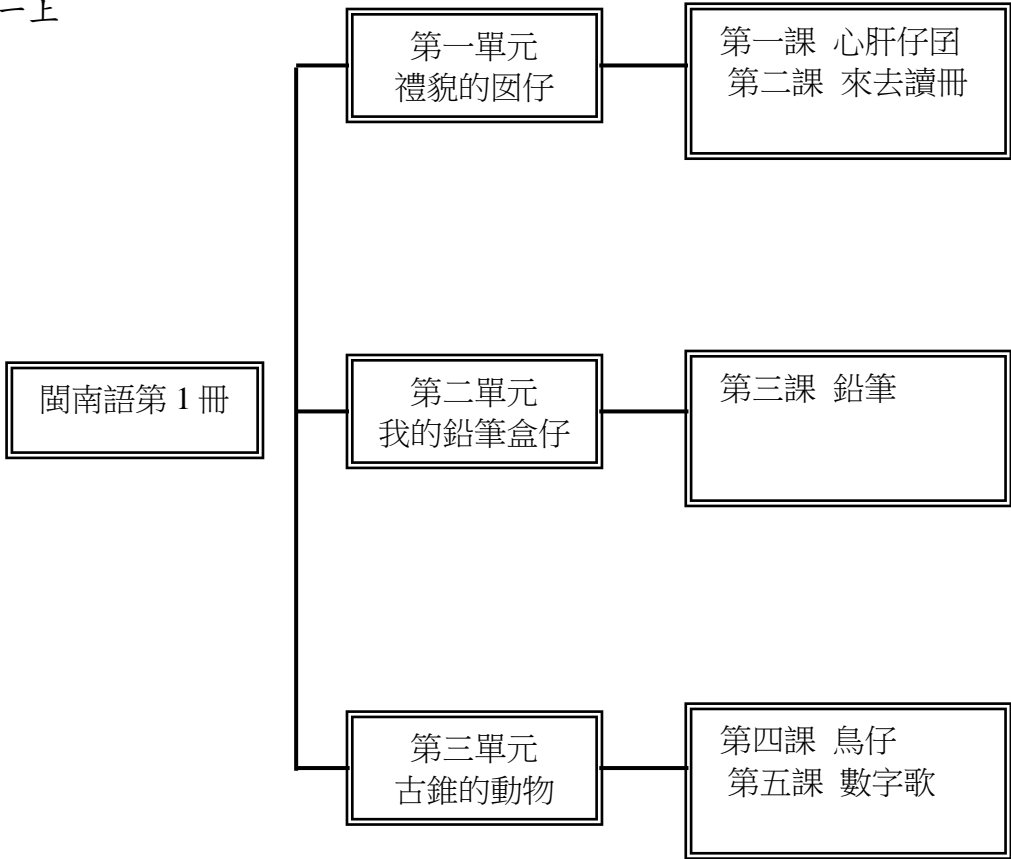 一上
第一單元
禮貌的囡仔
第一課 心肝仔囝
第二課 來去讀冊
閩南語第 1 冊
第二單元
我的鉛筆盒仔
第三課 鉛筆
第三單元
古錐的動物
第四課 鳥仔
第五課 數字歌